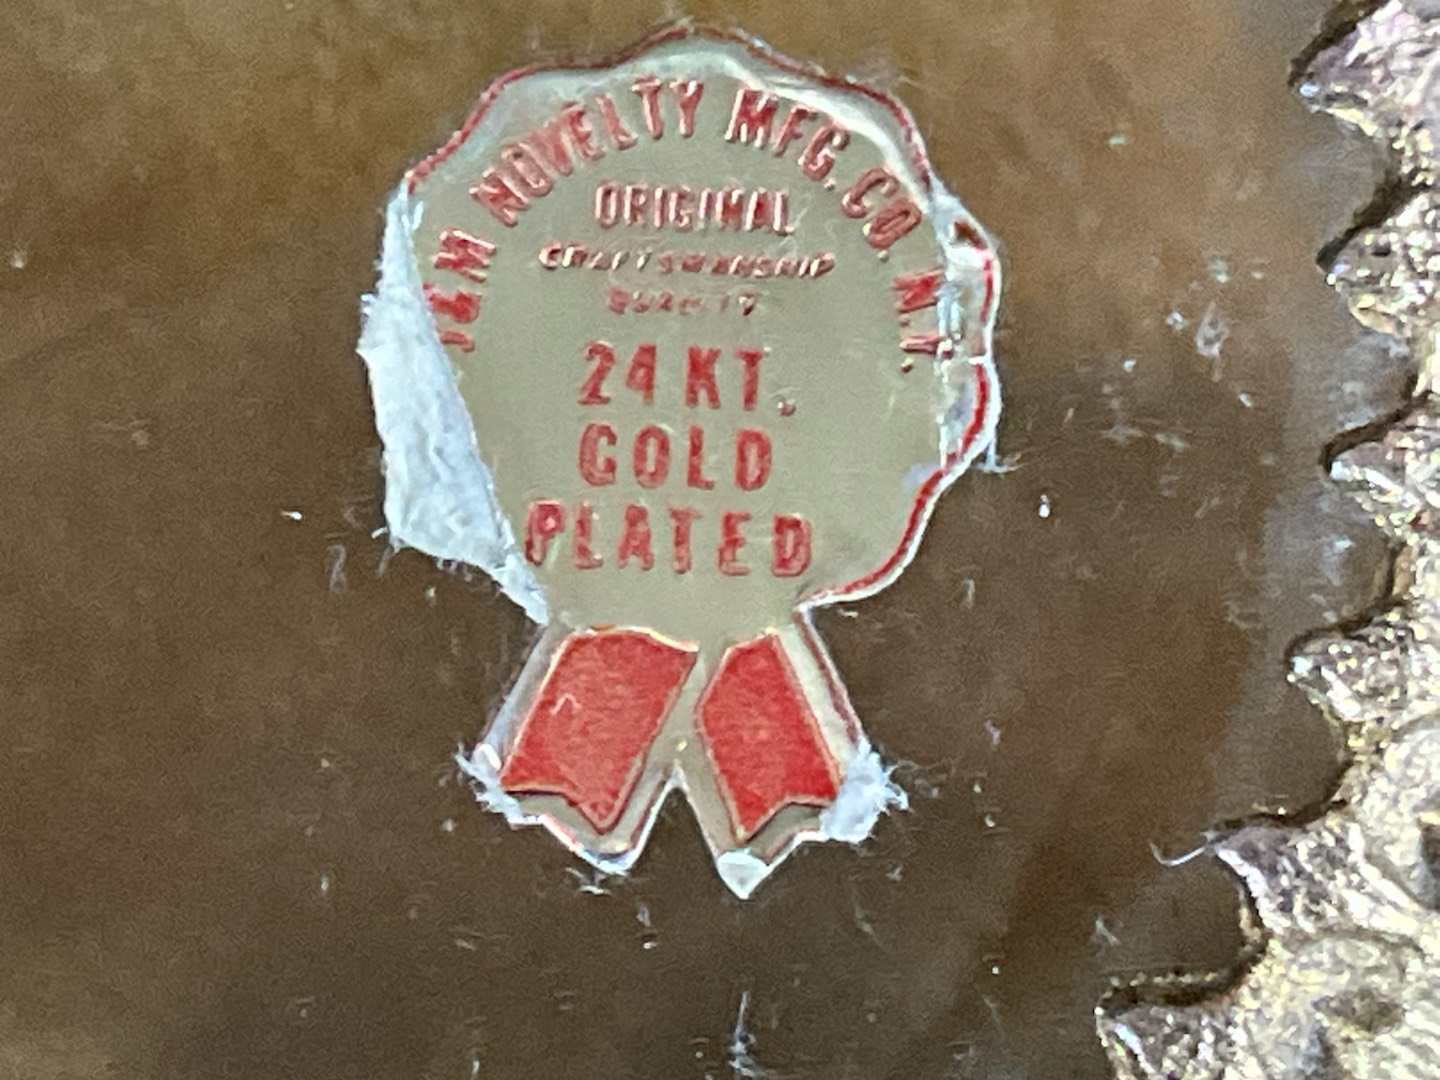 J&M NOVELTY MFG. CO. N.Y.
ORIGINAL
CRAFTSMANSHIP
QUALITY
24 KT.
GOLD
PLATED